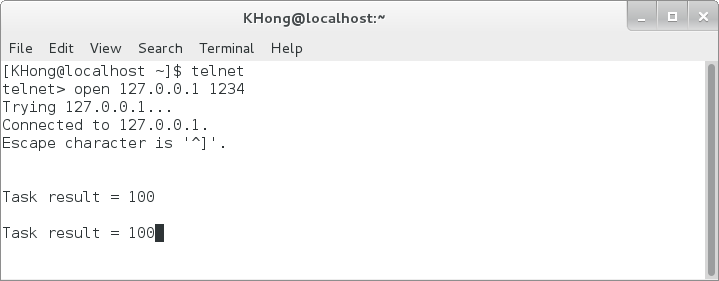 KHong@localhost:~
File Edit View Search Terminal Help
[KHong@localhost ~]$ telnet
telnet> open 127.0.0.1 1234
Trying 127.0.0.1...
Connected to 127.0.0.1.
Escape character is '^]'.
Task result = 100
Task result = 100